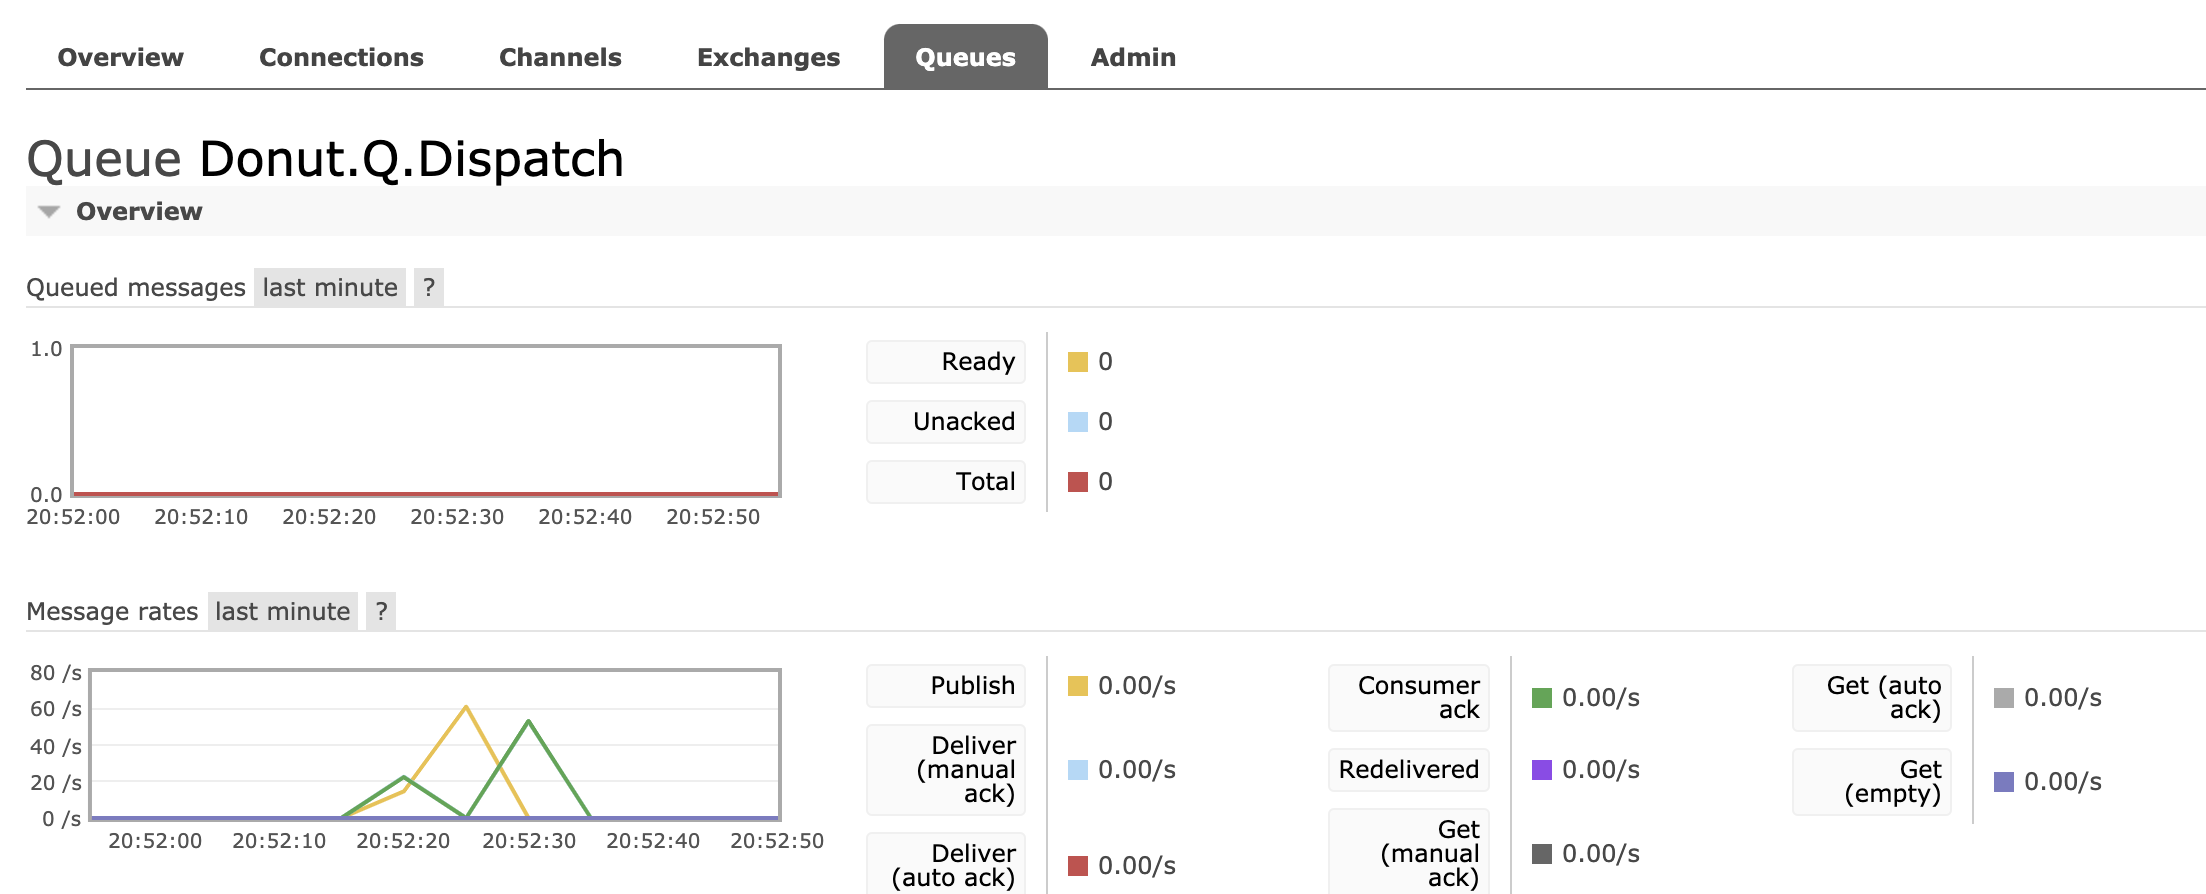 Overview Connections Channels Exchanges Queues Admin
Queue Donut.Q.Dispatch
Overview
Queued messages last minute ?
1.0
0.0
20:52:00 20:52:10 20:52:20 20:52:30 20:52:40 20:52:50
Ready 0
Unacked 0
Total 0
Message rates last minute ?
80 /s
60 /s
40 /s
20 /s
0 /s
20:52:00 20:52:10 20:52:20 20:52:30 20:52:40 20:52:50
Publish 0.00/s
Deliver
(manual 0.00/s
ack)
Deliver
(auto ack) 0.00/s
Consumer
ack 0.00/s
Redelivered 0.00/s
Get
(manual 0.00/s
ack)
Get (auto
ack) 0.00/s
Get
(empty) 0.00/s